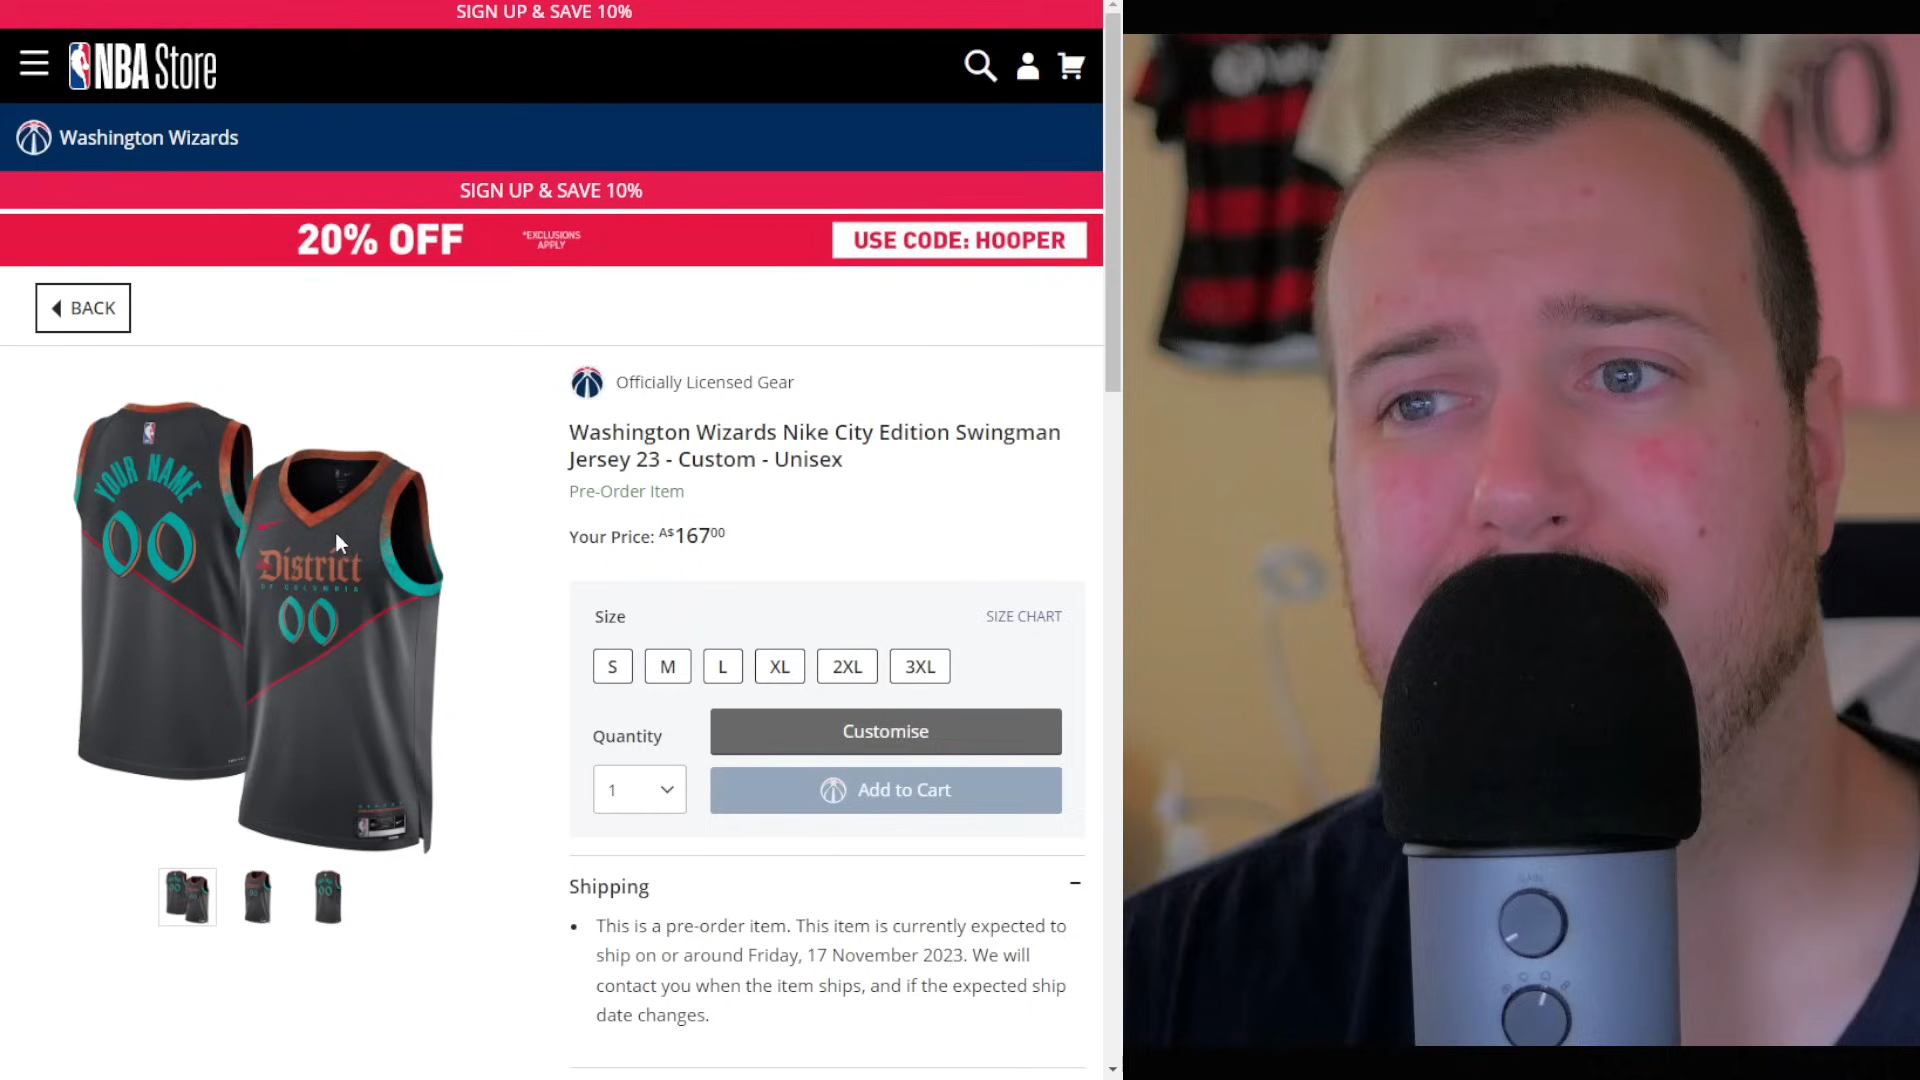 SIGN UP & SAVE 10%
NBA Store
Washington Wizards
SIGN UP & SAVE 10%
20% OFF
*EXCLUSIONS
APPLY
USE CODE: HOOPER
BACK
Officially Licensed Gear
Washington Wizards Nike City Edition Swingman
Jersey 23 - Custom - Unisex
Pre-Order Item
Your Price: A$167⁰⁰
YOUR NAME
00
District
OF COLUMBIA
00
Size
SIZE CHART
S M L XL 2XL 3XL
Quantity
Customise
1
Add to Cart
Shipping
• This is a pre-order item. This item is currently expected to
ship on or around Friday, 17 November 2023. We will
contact you when the item ships, and if the expected ship
date changes.
GAIN